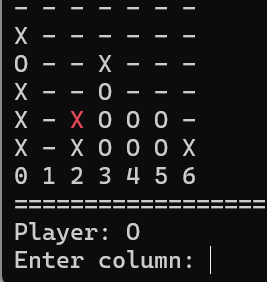 - - - - - - -
X - - - - - -
O - - X - - -
X - - O - - -
X - X O O O -
X - X O O O X
0 1 2 3 4 5 6
==================
Player: O
Enter column: